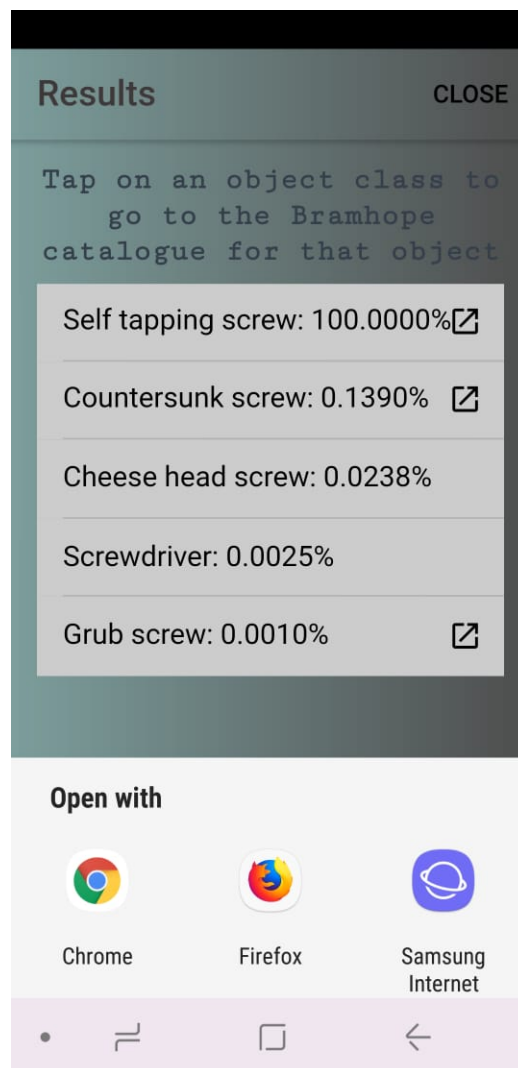 Results
CLOSE
Tap on an object class to
go to the Bramhope
catalogue for that object
Self tapping screw: 100.0000%
Countersunk screw: 0.1390%
Cheese head screw: 0.0238%
Screwdriver: 0.0025%
Grub screw: 0.0010%
Open with
Chrome
Firefox
Samsung
Internet